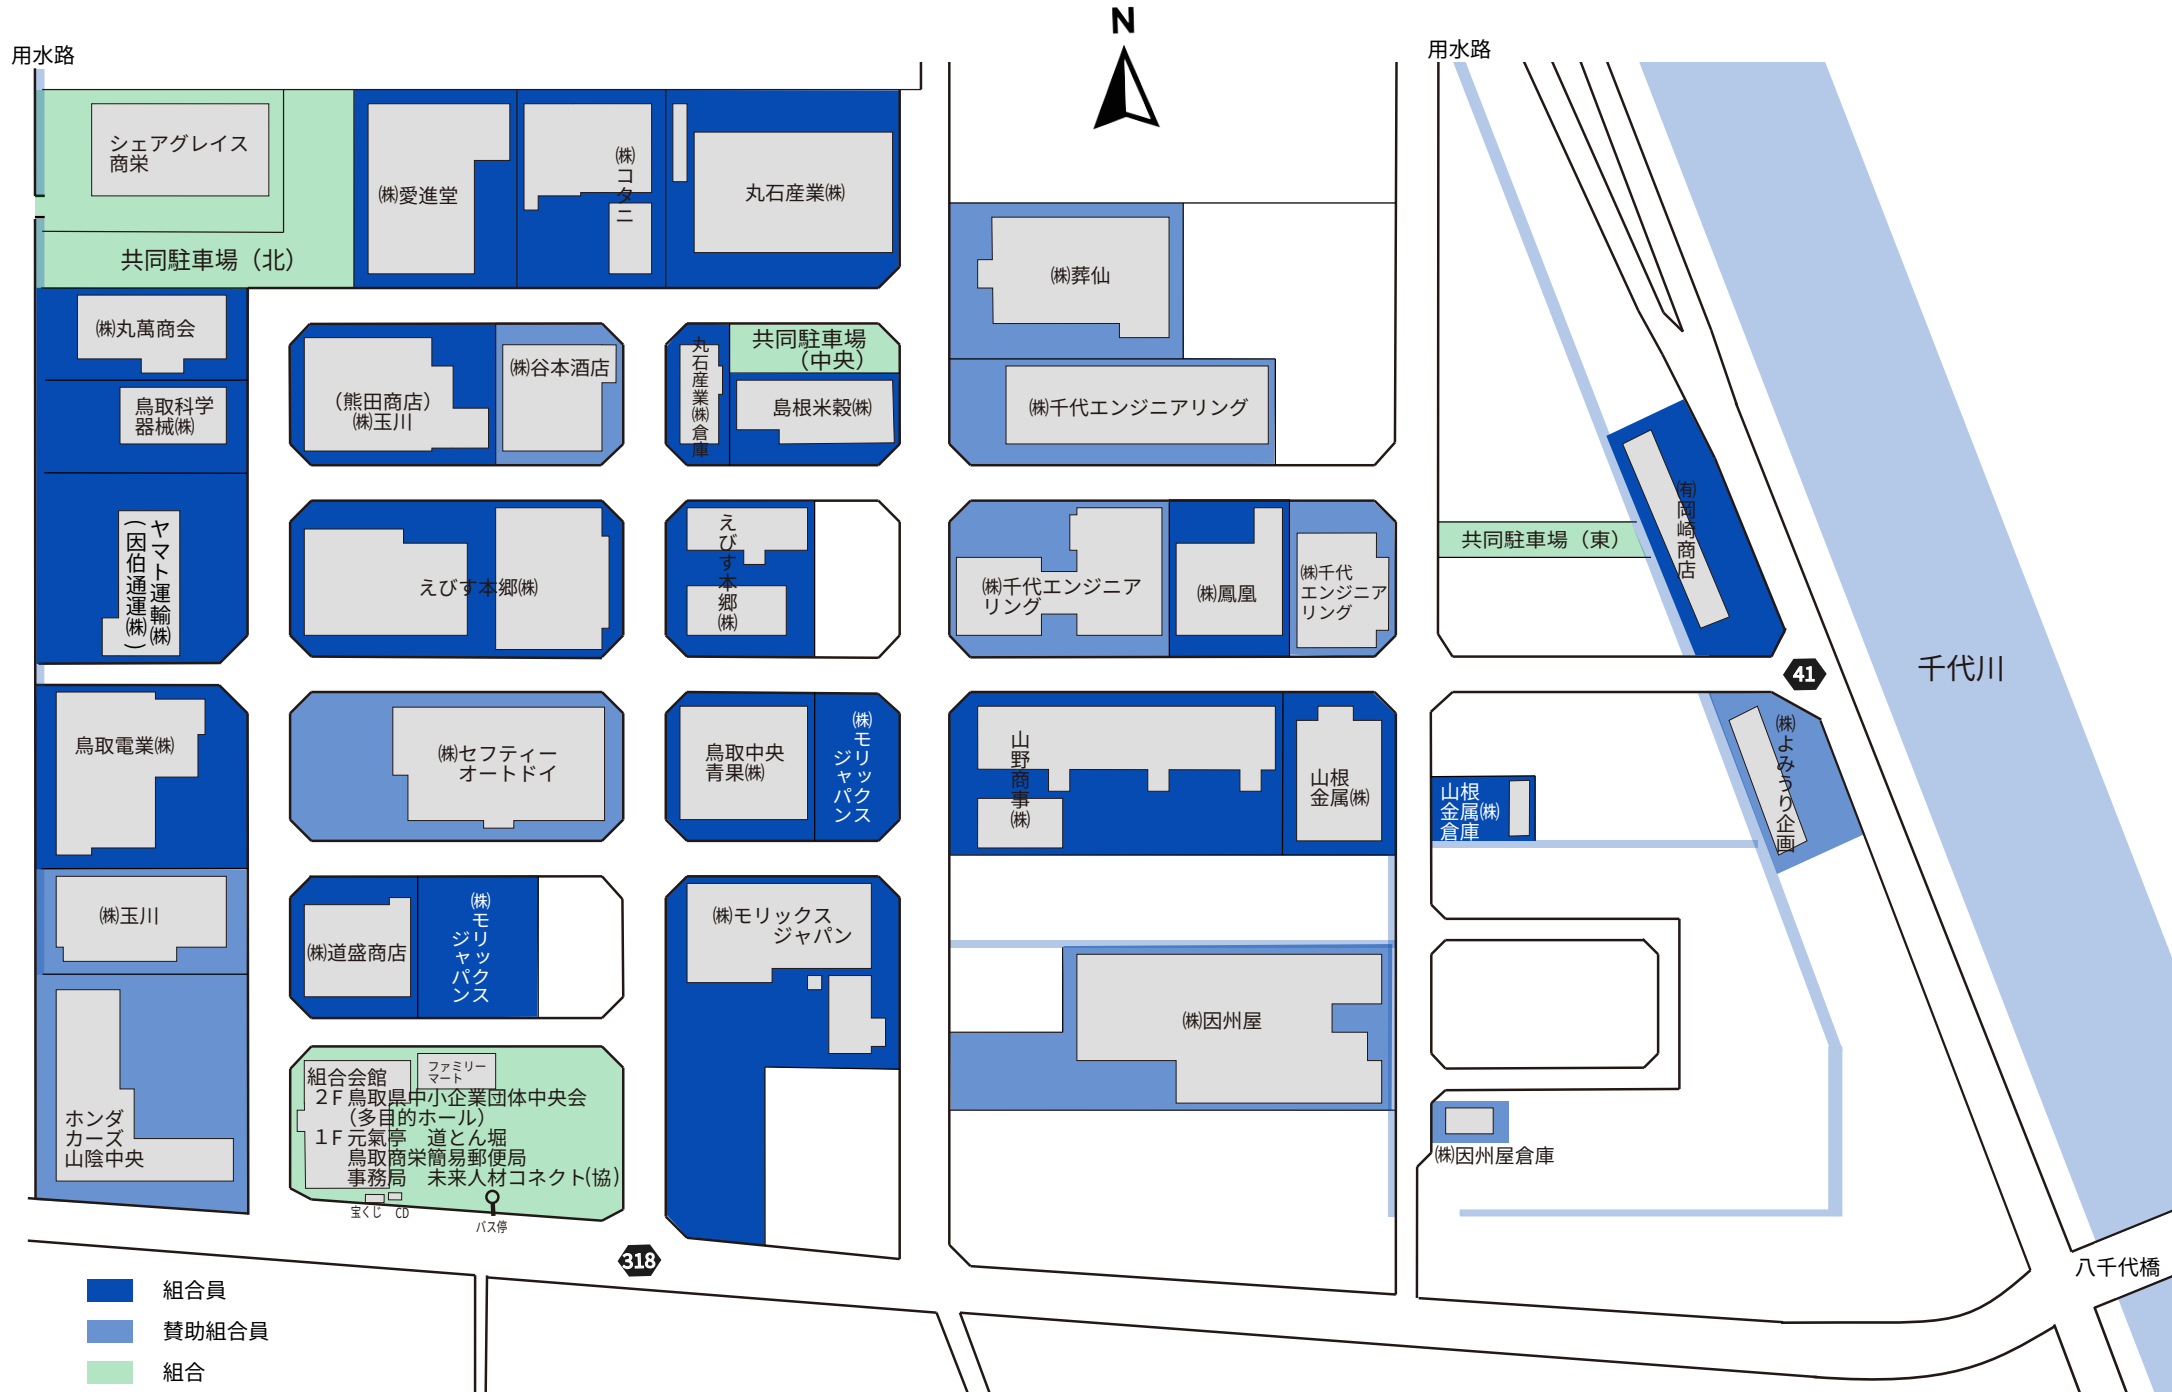 N
用水路
用水路
シェアグレイス
商栄
共同駐車場（北）
㈱愛進堂
㈱コタニ
丸石産業㈱
㈱葬仙
㈱丸萬商会
鳥取科学
器械㈱
ヤマト運輸㈱
(因伯通運㈱)
（熊田商店）
㈱玉川
㈱谷本酒店
丸石産業㈱倉庫
共同駐車場
（中央）
島根米穀㈱
㈱千代エンジニアリング
えびす本郷㈱
えびす本郷㈱
㈱千代エンジニア
リング
㈱鳳凰
㈱千代
エンジニア
リング
共同駐車場（東）
㈲岡崎商店
41
千代川
鳥取電業㈱
㈱セフティー
オートドイ
鳥取中央
青果㈱
㈱モリックス
ジャパン
山野商事㈱
山根
金属㈱
山根
金属㈱
倉庫
㈱よみうり企画
㈱玉川
㈱道盛商店
㈱モリックス
ジャパン
㈱モリックス
ジャパン
㈱因州屋
ホンダ
カーズ
山陰中央
ファミリー
マート
組合会館
２F 鳥取県中小企業団体中央会
（多目的ホール）
１F 元氣亭　道とん堀
鳥取商栄簡易郵便局
事務局　未来人材コネクト(協)
宝くじ
CD
バス停
㈱因州屋倉庫
318
八千代橋
組合員
賛助組合員
組合